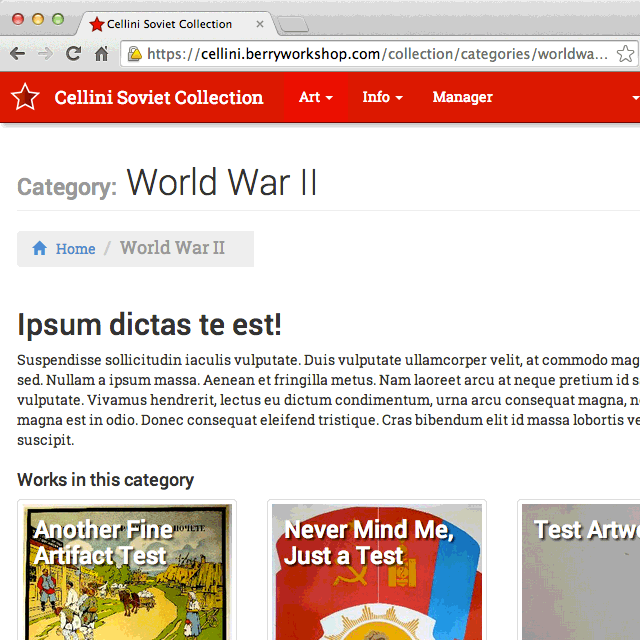 Cellini Soviet Collection
https://cellini.berryworkshop.com/collection/categories/worldwa...
Cellini Soviet Collection Art Info Manager
Category: World War II
Home / World War II
Ipsum dictas te est!
Suspendisse sollicitudin iaculis vulputate. Duis vulputate ullamcorper velit, at commodo mag
sed. Nullam a ipsum massa. Aenean et fringilla metus. Nam laoreet arcu at neque pretium id s
vulputate. Vivamus hendrerit, lectus eu dictum condimentum, urna arcu consequat magna, n
magna est in odio. Donec consequat eleifend tristique. Cras bibendum elit id massa lobortis ve
suscipit.
Works in this category
Another Fine
Artifact Test
Never Mind Me,
Just a Test
Test Artw